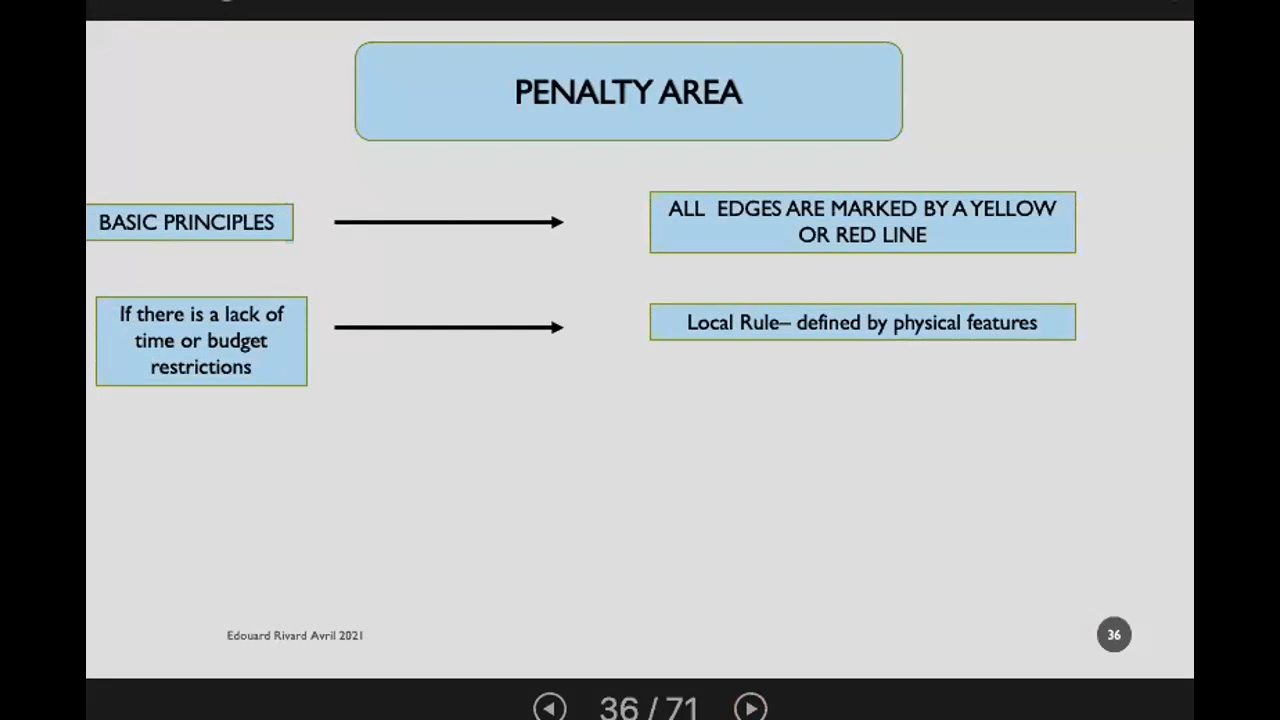 PENALTY AREA
BASIC PRINCIPLES
ALL EDGES ARE MARKED BY A YELLOW
OR RED LINE
If there is a lack of
time or budget
restrictions
Local Rule– defined by physical features
Edouard Rivard Avril 2021
36
36 / 71